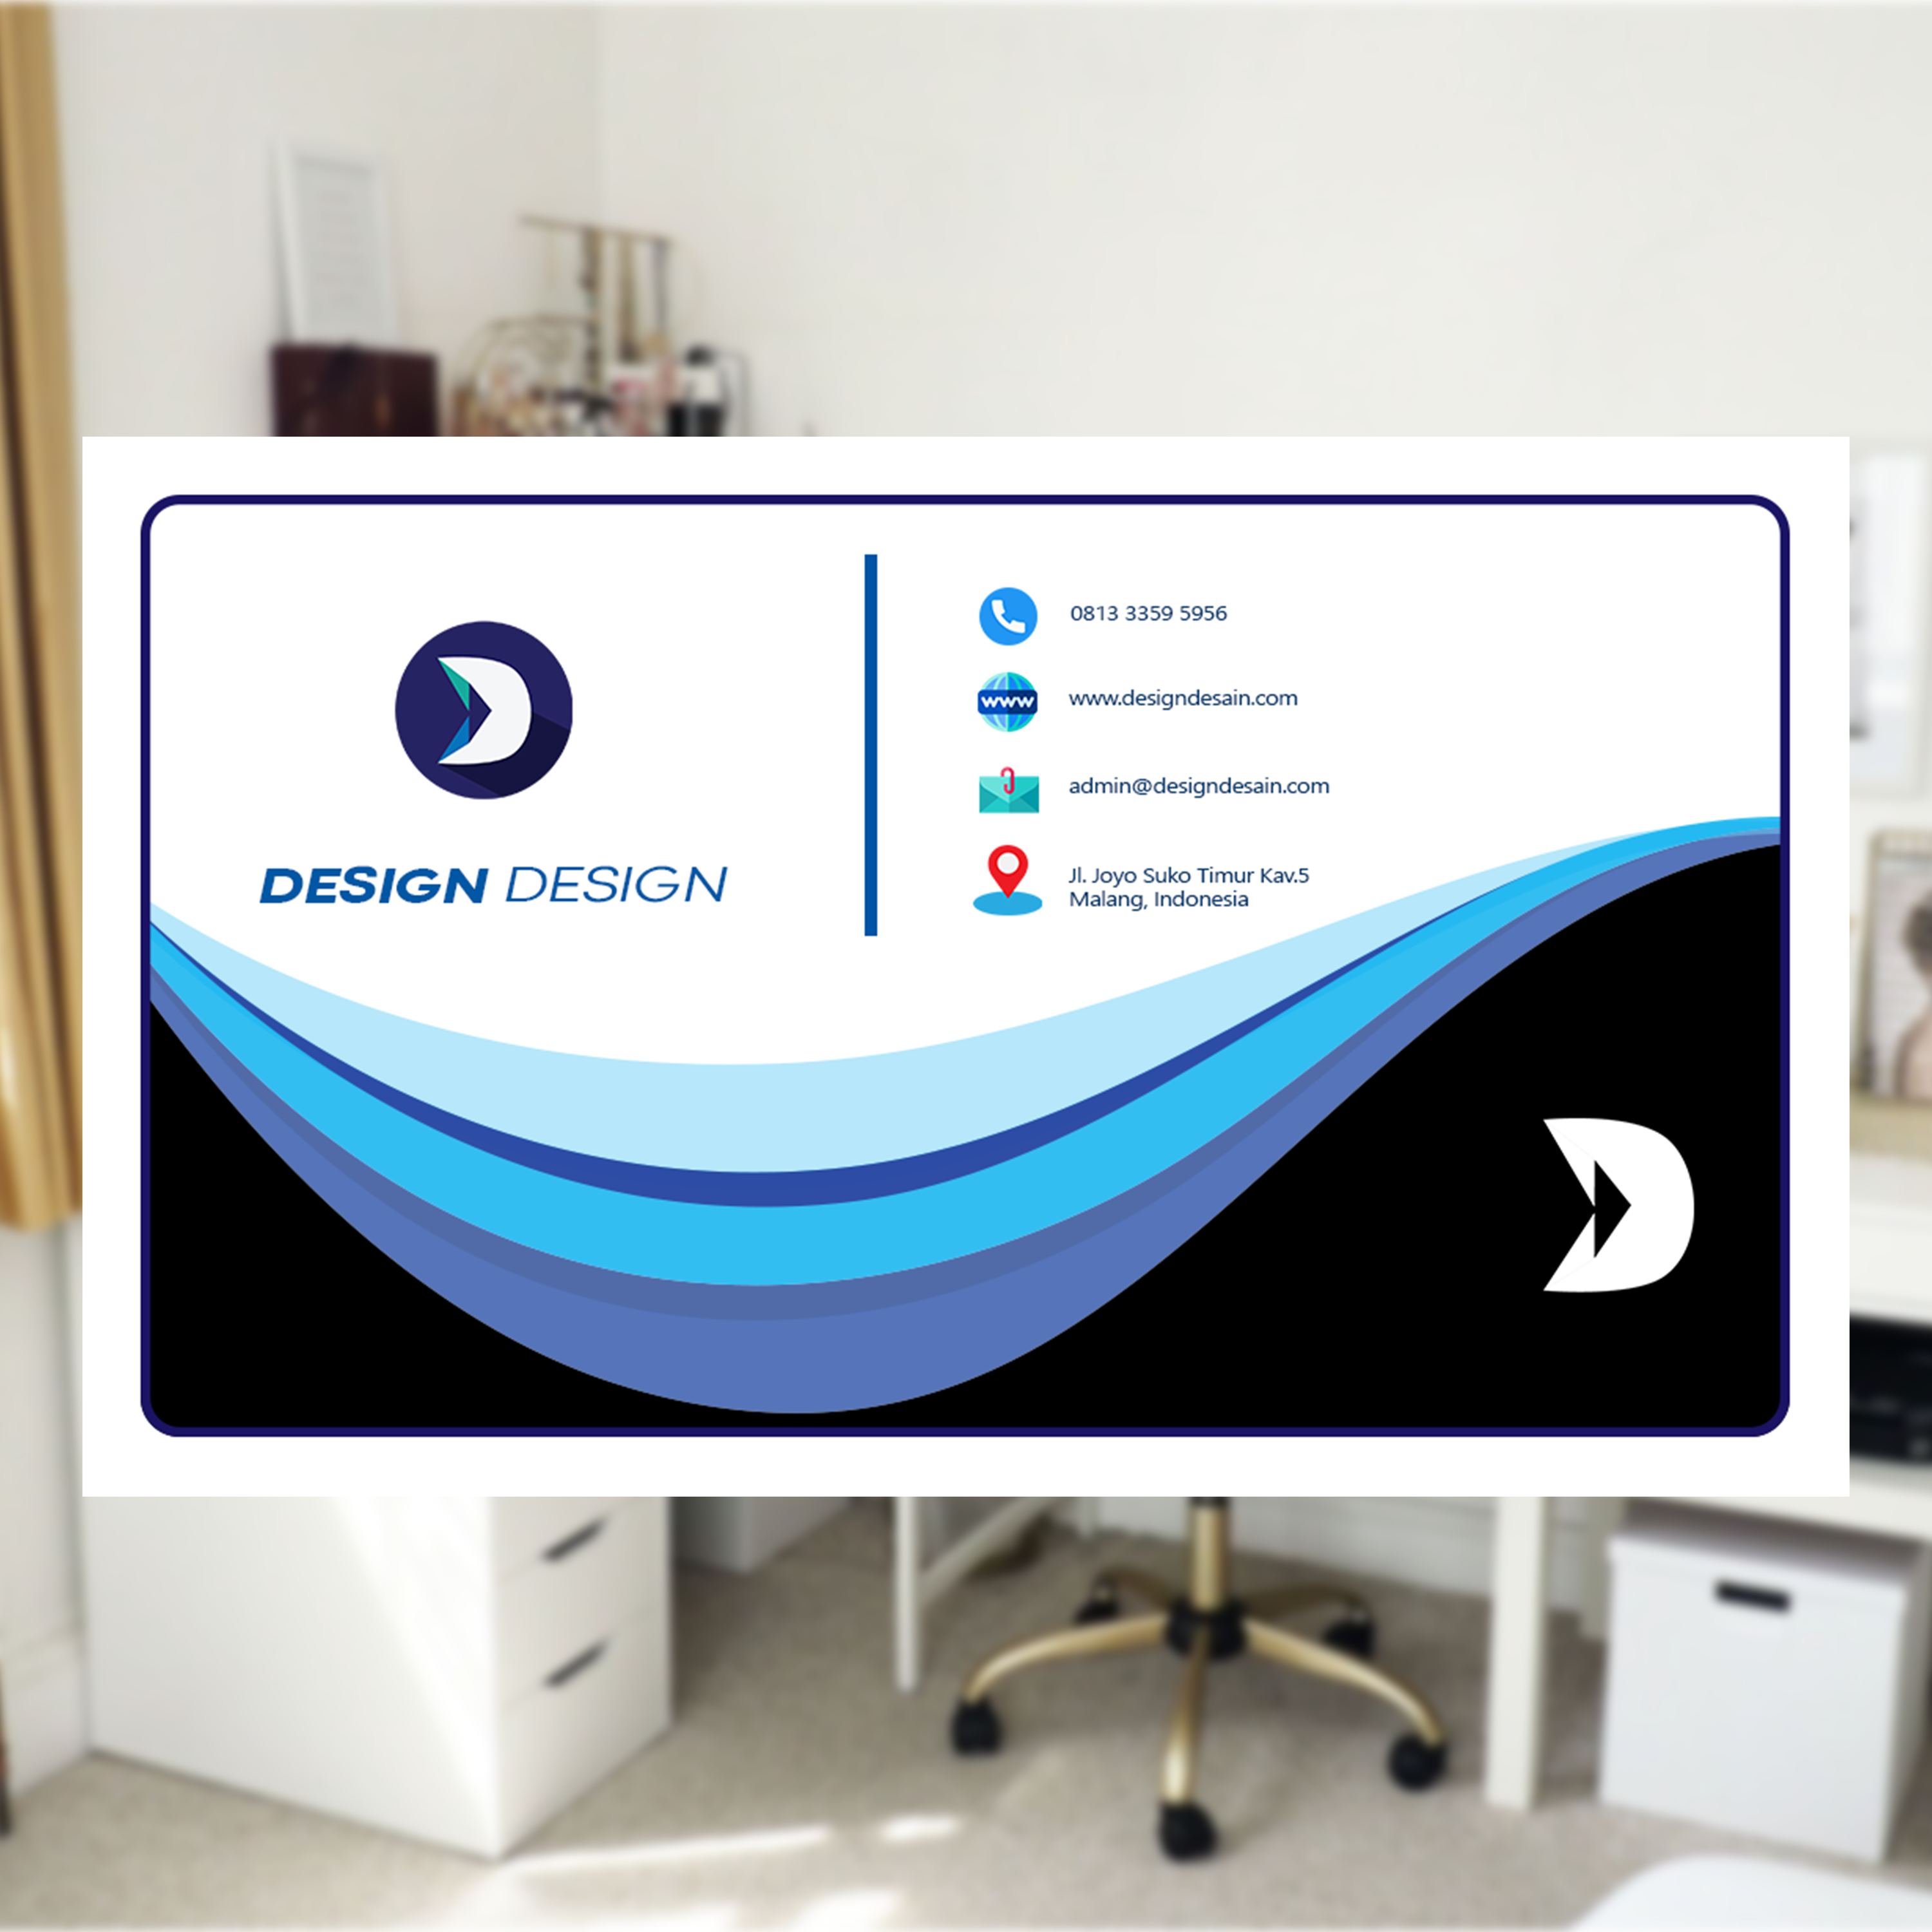 DESIGN DESIGN
0813 3359 5956
www
www.designdesain.com
admin@designdesain.com
Jl. Joyo Suko Timur Kav.5
Malang, Indonesia